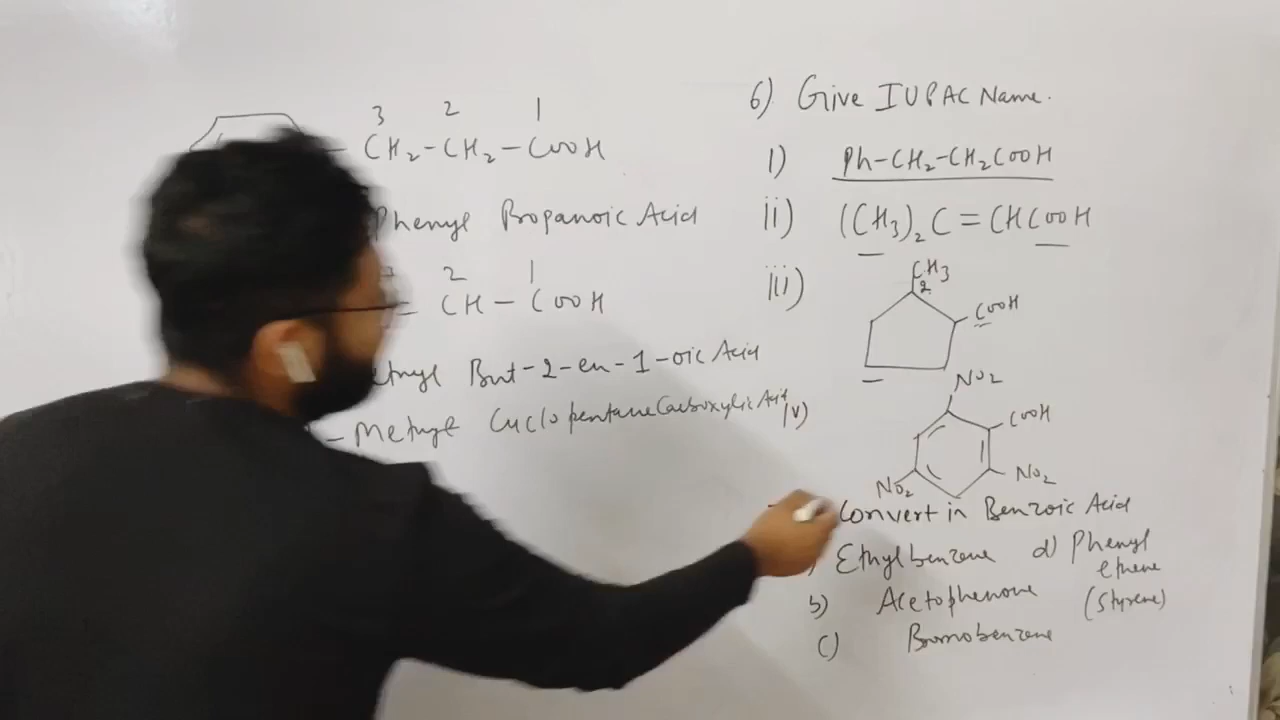 3 2 1
CH₂-CH₂-COOH
Phenyl Propanoic Acid
2 1
= CH - COOH
But-2-en-1-oic Acid
- Methyl Cyclopentane Carboxylic Acid
6) Give IUPAC Name.
i) Ph-CH₂-CH₂COOH
ii) (CH₃)₂C=CHCOOH
iii)
CH₃
2
COOH
iv)
NO₂
COOH
NO₂
NO₂
Convert in Benzoic Acid
Ethylbenzene d) Phenyl ethene
b) Acetophenone (Styrene)
c) Bromobenzene